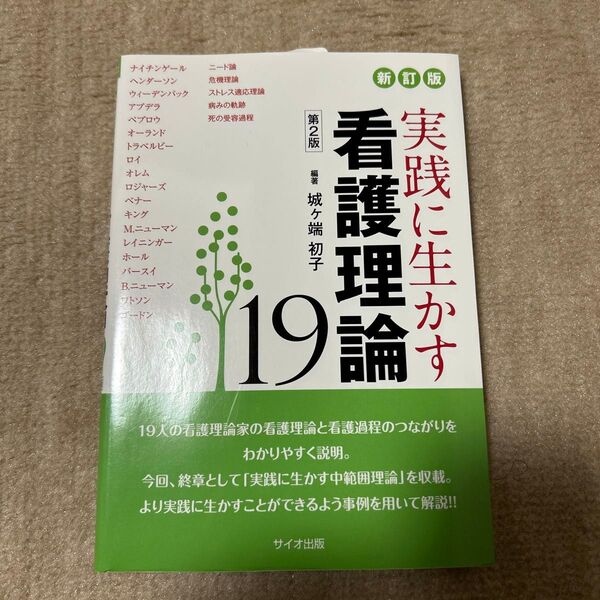 新訂版
実践に生かす
看護理論
19
第2版
編著 城ヶ端 初子
ナイチンゲール
ヘンダーソン
ウィーデンバック
アブデラ
ペプロウ
オーランド
トラベルビー
ロイ
オレム
ロジャーズ
ベナー
キング
M.ニューマン
レイニンガー
ホール
パースイ
B.ニューマン
ワトソン
ゴードン
ニード論
危機理論
ストレス適応理論
病みの軌跡
死の受容過程
19人の看護理論家の看護理論と看護過程のつながりを
わかりやすく説明。
今回、終章として「実践に生かす中範囲理論」を収載。
より実践に生かすことができるよう事例を用いて解説!!
サイオ出版